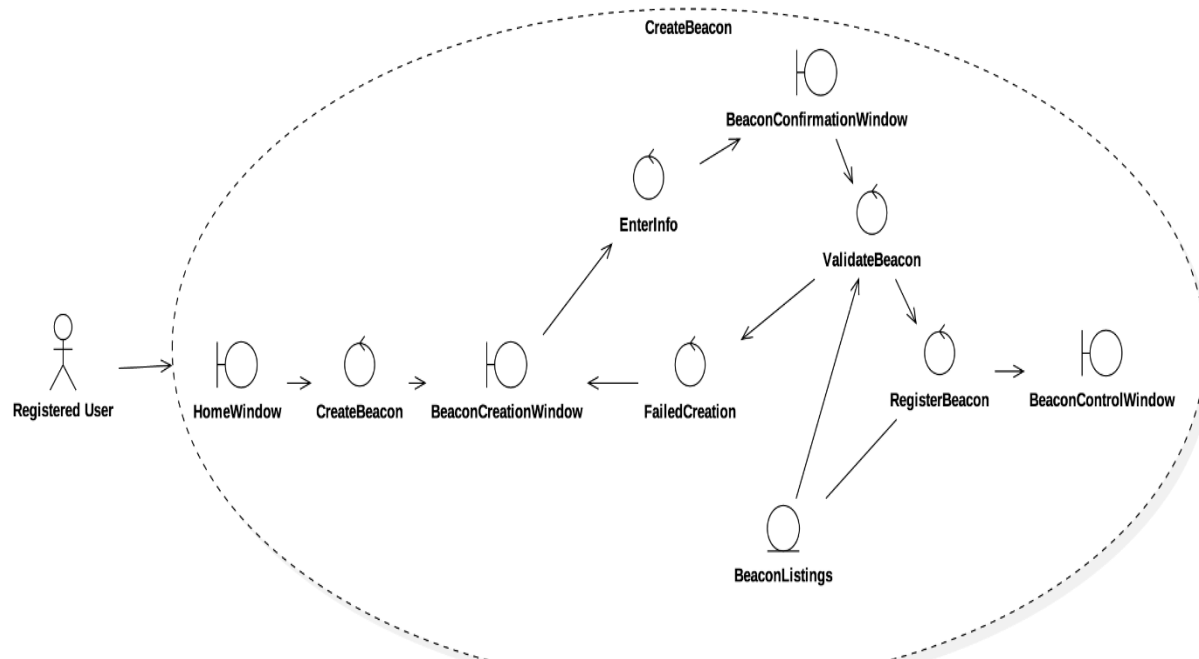 CreateBeacon
BeaconConfirmationWindow
EnterInfo
ValidateBeacon
Registered User
HomeWindow
CreateBeacon
BeaconCreationWindow
FailedCreation
RegisterBeacon
BeaconControlWindow
BeaconListings